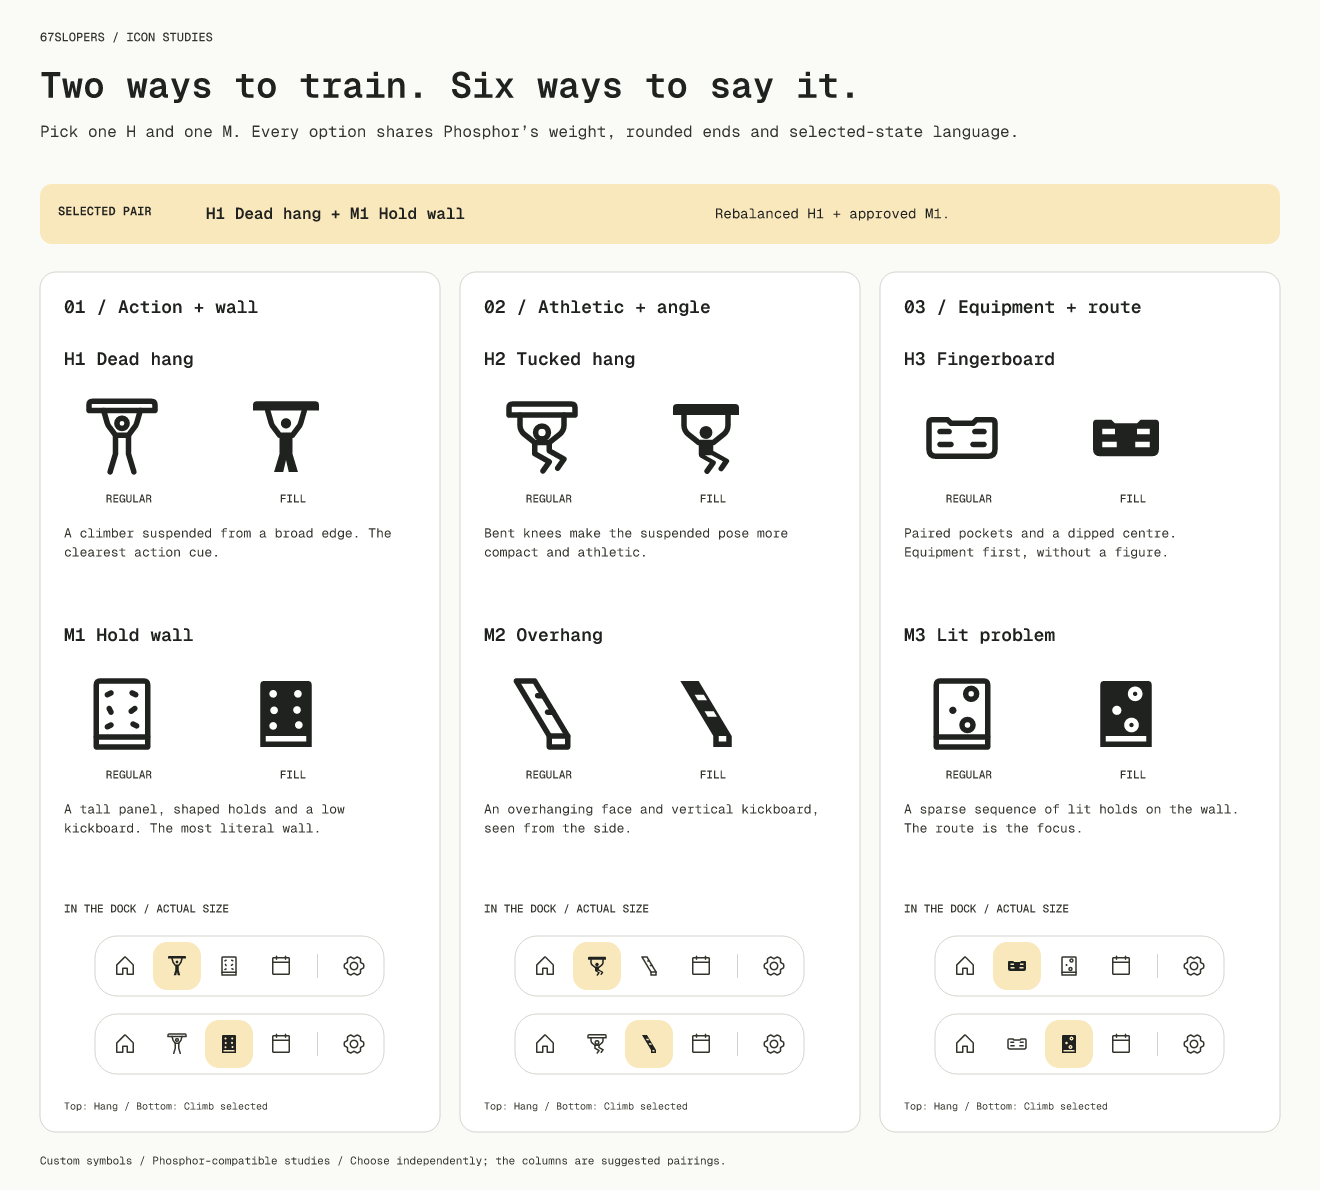 67SLOPERS / ICON STUDIES
Two ways to train. Six ways to say it.
Pick one H and one M. Every option shares Phosphor’s weight, rounded ends and selected-state language.
SELECTED PAIR
H1 Dead hang + M1 Hold wall
Rebalanced H1 + approved M1.
01 / Action + wall
H1 Dead hang
REGULAR
FILL
A climber suspended from a broad edge. The
clearest action cue.
M1 Hold wall
REGULAR
FILL
A tall panel, shaped holds and a low
kickboard. The most literal wall.
IN THE DOCK / ACTUAL SIZE
Top: Hang / Bottom: Climb selected
02 / Athletic + angle
H2 Tucked hang
REGULAR
FILL
Bent knees make the suspended pose more
compact and athletic.
M2 Overhang
REGULAR
FILL
An overhanging face and vertical kickboard,
seen from the side.
IN THE DOCK / ACTUAL SIZE
Top: Hang / Bottom: Climb selected
03 / Equipment + route
H3 Fingerboard
REGULAR
FILL
Paired pockets and a dipped centre.
Equipment first, without a figure.
M3 Lit problem
REGULAR
FILL
A sparse sequence of lit holds on the wall.
The route is the focus.
IN THE DOCK / ACTUAL SIZE
Top: Hang / Bottom: Climb selected
Custom symbols / Phosphor-compatible studies / Choose independently; the columns are suggested pairings.